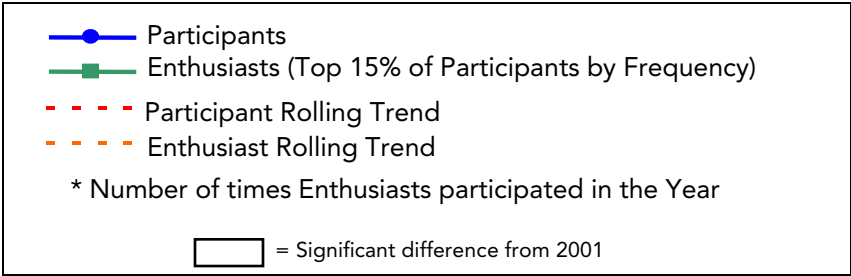 Participants
Enthusiasts (Top 15% of Participants by Frequency)
Participant Rolling Trend
Enthusiast Rolling Trend
* Number of times Enthusiasts participated in the Year
= Significant difference from 2001